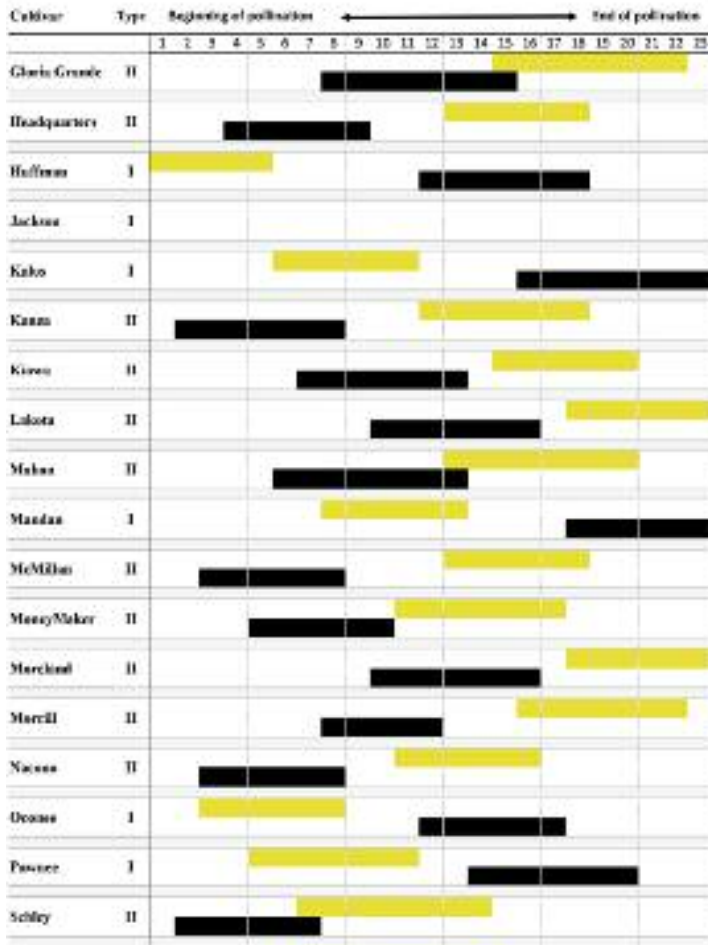 Cultivar Type Beginning of pollination End of pollination
1 2 3 4 5 6 7 8 9 10 11 12 13 14 15 16 17 18 19 20 21 22 23
Gloria Grande II
Headquarters II
Huffman I
Jackson I
Kalos I
Kanza II
Kiowa II
Lakota II
Mahan II
Mandan I
McMillan II
MoneyMaker II
Moreland II
Morrill II
Nacono II
Oconee I
Pawnee I
Schley II